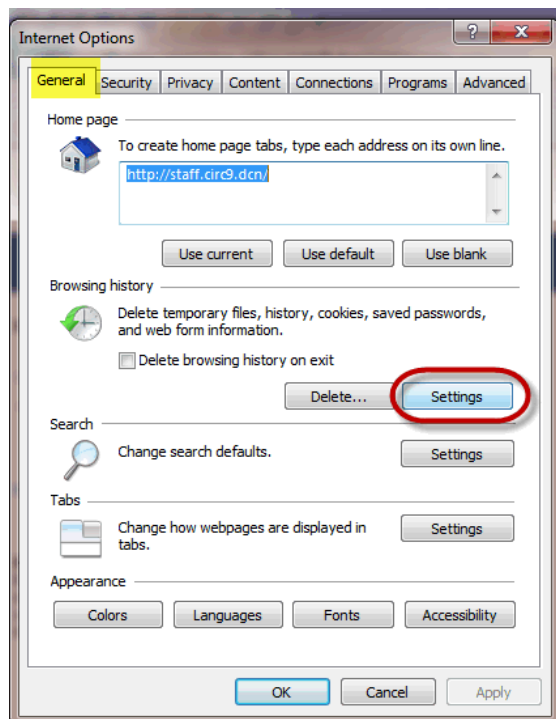 Internet Options
General Security Privacy Content Connections Programs Advanced
Home page
To create home page tabs, type each address on its own line.
http://staff.circ9.dcn/
Use current Use default Use blank
Browsing history
Delete temporary files, history, cookies, saved passwords,
and web form information.
Delete browsing history on exit
Delete... Settings
Search
Change search defaults.
Settings
Tabs
Change how webpages are displayed in
tabs.
Settings
Appearance
Colors Languages Fonts Accessibility
OK Cancel Apply